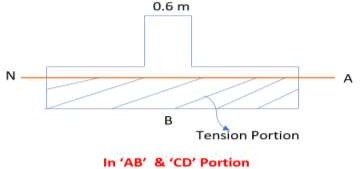 0.6 m
N A
B
Tension Portion
In ‘AB’ & ‘CD’ Portion